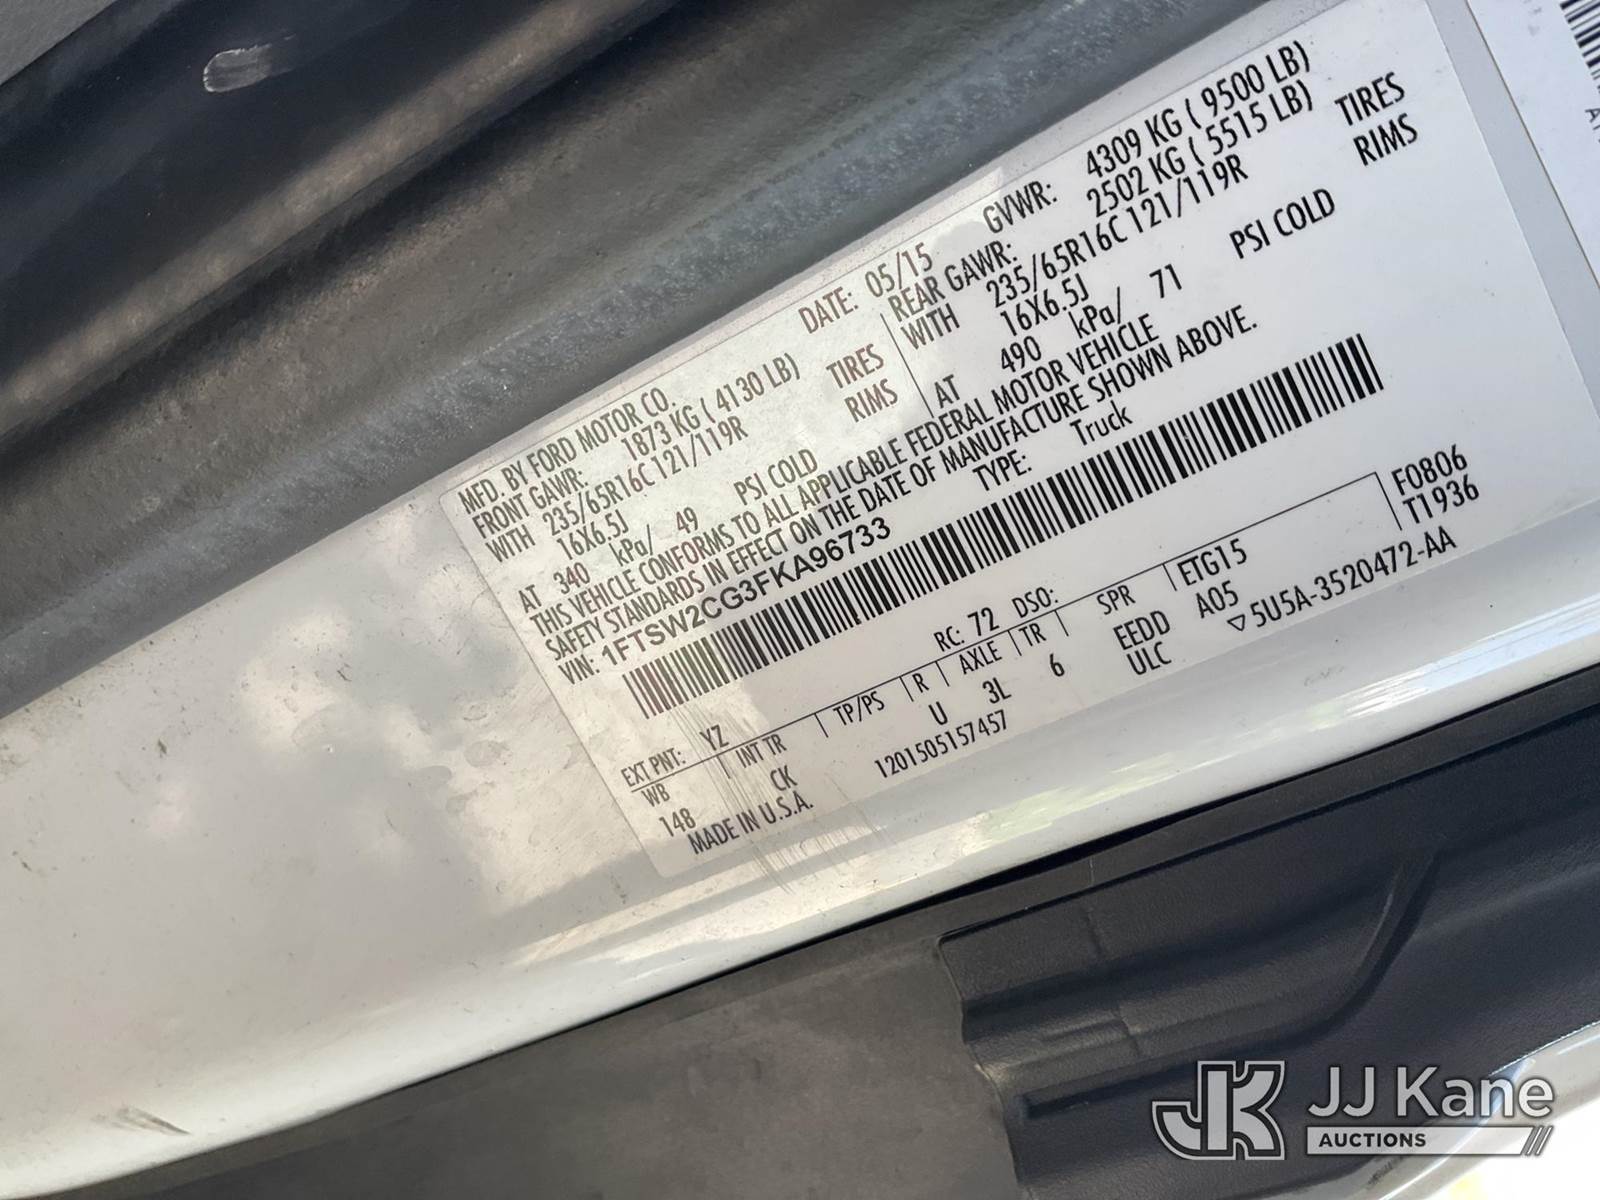 MFD. BY FORD MOTOR CO. DATE: 05/15 GVWR: 4309 KG ( 9500 LB)
FRONT GAWR: 1873 KG ( 4130 LB) REAR GAWR: 2502 KG ( 5515 LB)
WITH 235/65R16C 121/119R TIRES WITH 235/65R16C 121/119R TIRES
16X6.5J RIMS 16X6.5J RIMS
AT 340 kPa/ 49 PSI COLD AT 490 kPa/ 71 PSI COLD
THIS VEHICLE CONFORMS TO ALL APPLICABLE FEDERAL MOTOR VEHICLE
SAFETY STANDARDS IN EFFECT ON THE DATE OF MANUFACTURE SHOWN ABOVE.
VIN: 1FTSW2CG3FKA96733 TYPE: Truck
F0806
T1936
EXT PNT: YZ RC: 72 DSO:
WB INT TR TP/PS R AXLE TR SPR ETG15
148 CK U 3L 6 EEDD A05
MADE IN U.S.A. 1201505157457 ULC ▽5U5A-3520472-AA
JK JJ Kane
AUCTIONS